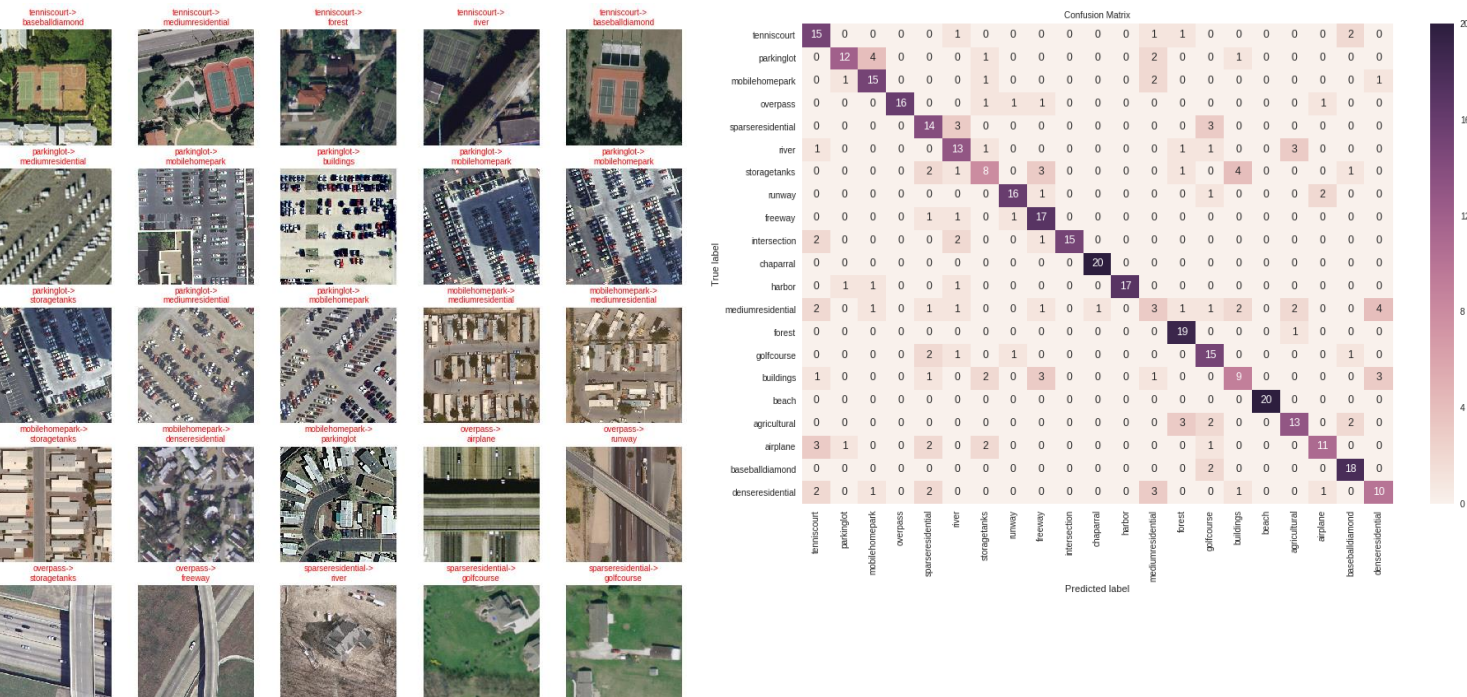 tenniscourt->
baseballdiamond
tenniscourt->
mediumresidential
tenniscourt->
forest
tenniscourt->
river
tenniscourt->
baseballdiamond
parkinglot->
mediumresidential
parkinglot->
mobilehomepark
parkinglot->
buildings
parkinglot->
mobilehomepark
parkinglot->
mobilehomepark
parkinglot->
storagetanks
parkinglot->
mediumresidential
parkinglot->
mobilehomepark
mobilehomepark->
mediumresidential
mobilehomepark->
mediumresidential
mobilehomepark->
storagetanks
mobilehomepark->
denseresidential
mobilehomepark->
parkinglot
overpass->
airplane
overpass->
runway
overpass->
storagetanks
overpass->
freeway
sparseresidential->
river
sparseresidential->
golfcourse
sparseresidential->
golfcourse
Confusion Matrix
True label
tenniscourt 15 0 0 0 0 1 0 0 0 0 0 0 1 1 0 0 0 0 0 2 0
parkinglot 0 12 4 0 0 0 1 0 0 0 0 0 2 0 0 1 0 0 0 0 0
mobilehomepark 0 1 15 0 0 0 1 0 0 0 0 0 2 0 0 0 0 0 0 0 1
overpass 0 0 0 16 0 0 1 1 1 0 0 0 0 0 0 0 0 0 1 0 0
sparseresidential 0 0 0 0 14 3 0 0 0 0 0 0 0 0 3 0 0 0 0 0 0
river 1 0 0 0 0 13 1 0 0 0 0 0 0 1 1 0 0 3 0 0 0
storagetanks 0 0 0 0 2 1 8 0 3 0 0 0 0 1 0 4 0 0 0 1 0
runway 0 0 0 0 0 0 0 16 1 0 0 0 0 0 1 0 0 0 2 0 0
freeway 0 0 0 0 1 1 0 1 17 0 0 0 0 0 0 0 0 0 0 0 0
intersection 2 0 0 0 0 2 0 0 1 15 0 0 0 0 0 0 0 0 0 0 0
chaparral 0 0 0 0 0 0 0 0 0 0 20 0 0 0 0 0 0 0 0 0 0
harbor 0 1 1 0 0 1 0 0 0 0 0 17 0 0 0 0 0 0 0 0 0
mediumresidential 2 0 1 0 1 1 0 0 1 0 1 0 3 1 1 2 0 2 0 0 4
forest 0 0 0 0 0 0 0 0 0 0 0 0 0 19 0 0 0 1 0 0 0
golfcourse 0 0 0 0 2 1 0 1 0 0 0 0 0 0 15 0 0 0 0 1 0
buildings 1 0 0 0 1 0 2 0 3 0 0 0 1 0 0 9 0 0 0 0 3
beach 0 0 0 0 0 0 0 0 0 0 0 0 0 0 0 0 20 0 0 0 0
agricultural 0 0 0 0 0 0 0 0 0 0 0 0 0 3 2 0 0 13 0 2 0
airplane 3 1 0 0 2 0 2 0 0 0 0 0 0 0 1 0 0 0 11 0 0
baseballdiamond 0 0 0 0 0 0 0 0 0 0 0 0 0 0 2 0 0 0 0 18 0
denseresidential 2 0 1 0 2 0 0 0 0 0 0 0 3 0 0 1 0 0 1 0 10
tenniscourt
parkinglot
mobilehomepark
overpass
sparseresidential
river
storagetanks
runway
freeway
intersection
chaparral
harbor
mediumresidential
forest
golfcourse
buildings
beach
agricultural
airplane
baseballdiamond
denseresidential
Predicted label
12
8
4
0